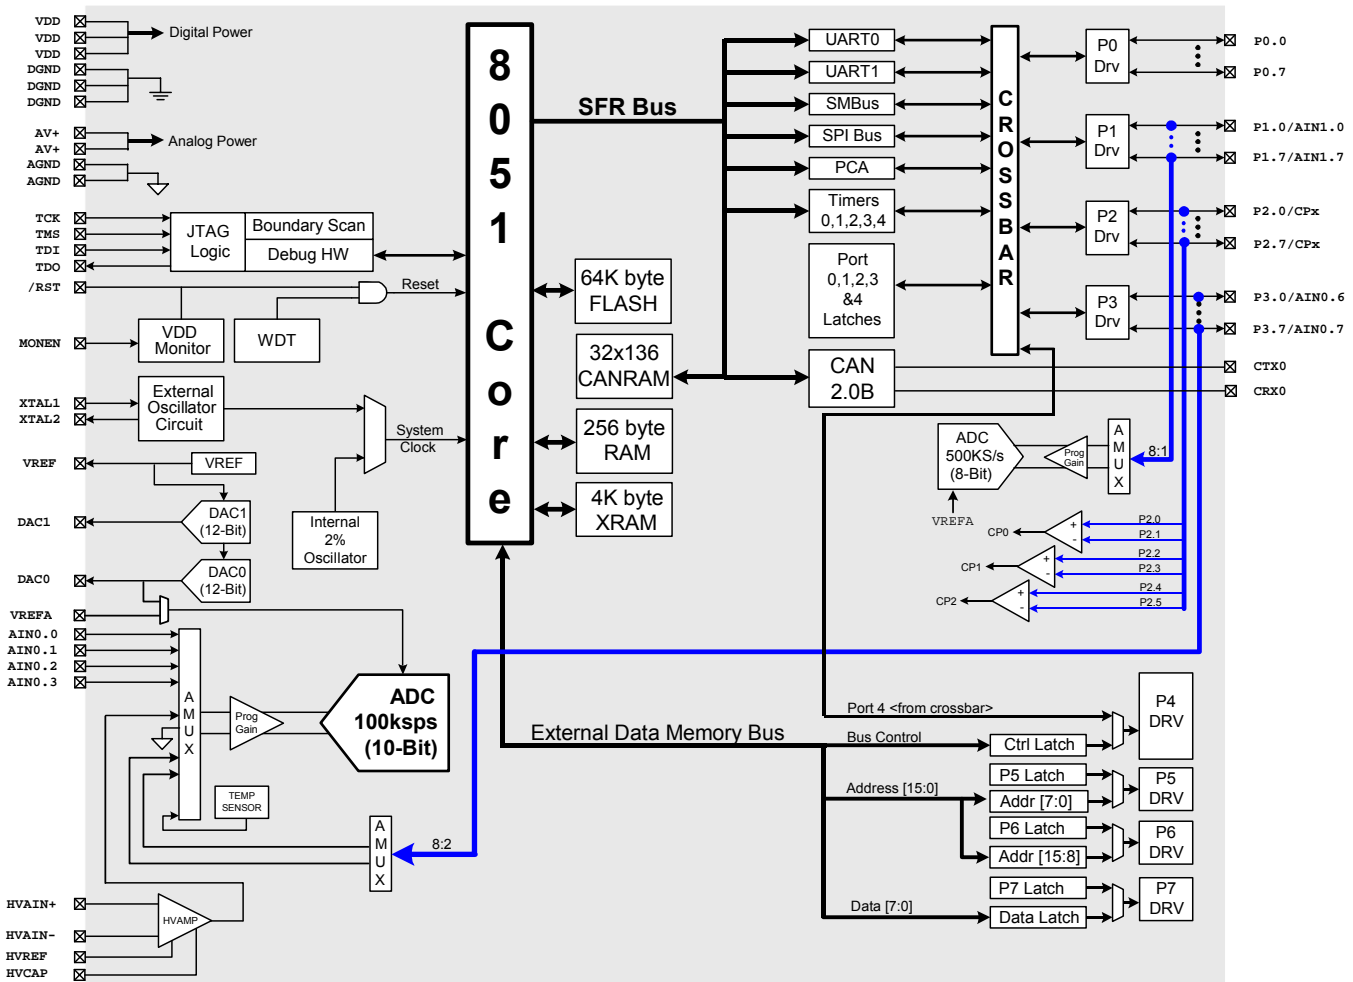 VDD
VDD
VDD
Digital Power
DGND
DGND
DGND
AV+
AV+
Analog Power
AGND
AGND
TCK
TMS
TDI
TDO
JTAG
Logic
Boundary Scan
Debug HW
/RST
Reset
MONEN
VDD
Monitor
WDT
XTAL1
XTAL2
External
Oscillator
Circuit
System
Clock
VREF
VREF
DAC1
DAC1
(12-Bit)
Internal
2%
Oscillator
DAC0
DAC0
(12-Bit)
VREFA
AIN0.0
AIN0.1
AIN0.2
AIN0.3
AMUX
Prog
Gain
ADC
100ksps
(10-Bit)
TEMP
SENSOR
AMUX
8:2
HVAIN+
HVAIN-
HVREF
HVCAP
HVAMP
8051 Core
SFR Bus
64K byte
FLASH
32x136
CANRAM
256 byte
RAM
4K byte
XRAM
UART0
UART1
SMBus
SPI Bus
PCA
Timers
0,1,2,3,4
Port
0,1,2,3
&4
Latches
CAN
2.0B
CROSSBAR
P0
Drv
P1
Drv
P2
Drv
P3
Drv
P0.0
P0.7
P1.0/AIN1.0
P1.7/AIN1.7
P2.0/CPx
P2.7/CPx
P3.0/AIN0.6
P3.7/AIN0.7
CTX0
CRX0
ADC
500KS/s
(8-Bit)
Prog
Gain
AMUX
8:1
VREFA
CP0
+
-
P2.0
P2.1
CP1
+
-
P2.2
P2.3
CP2
+
-
P2.4
P2.5
External Data Memory Bus
Port 4 <from crossbar>
Bus Control
Ctrl Latch
P4
DRV
Address [15:0]
P5 Latch
Addr [7:0]
P5
DRV
P6 Latch
Addr [15:8]
P6
DRV
Data [7:0]
P7 Latch
Data Latch
P7
DRV